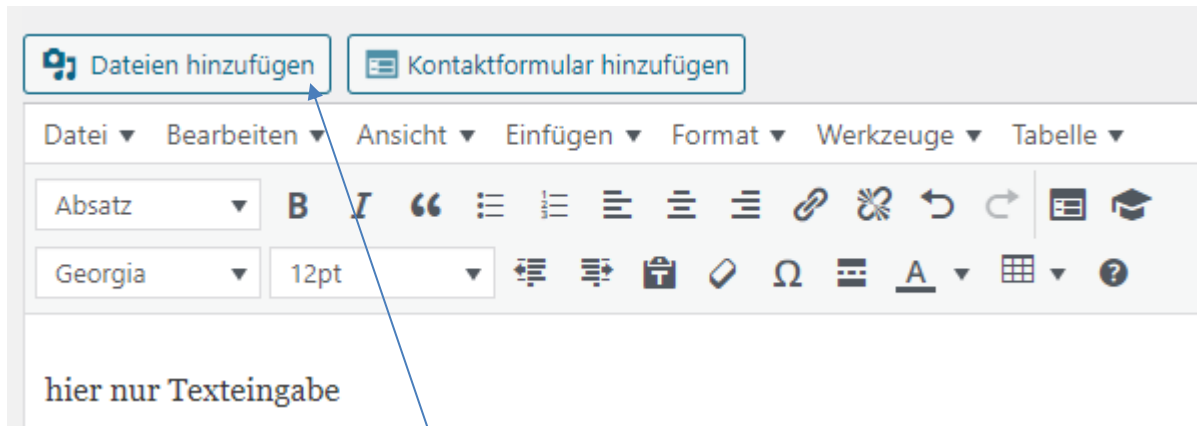 Dateien hinzufügen Kontaktformular hinzufügen
Datei Bearbeiten Ansicht Einfügen Format Werkzeuge Tabelle
Absatz B I
Georgia 12pt Ω A
hier nur Texteingabe